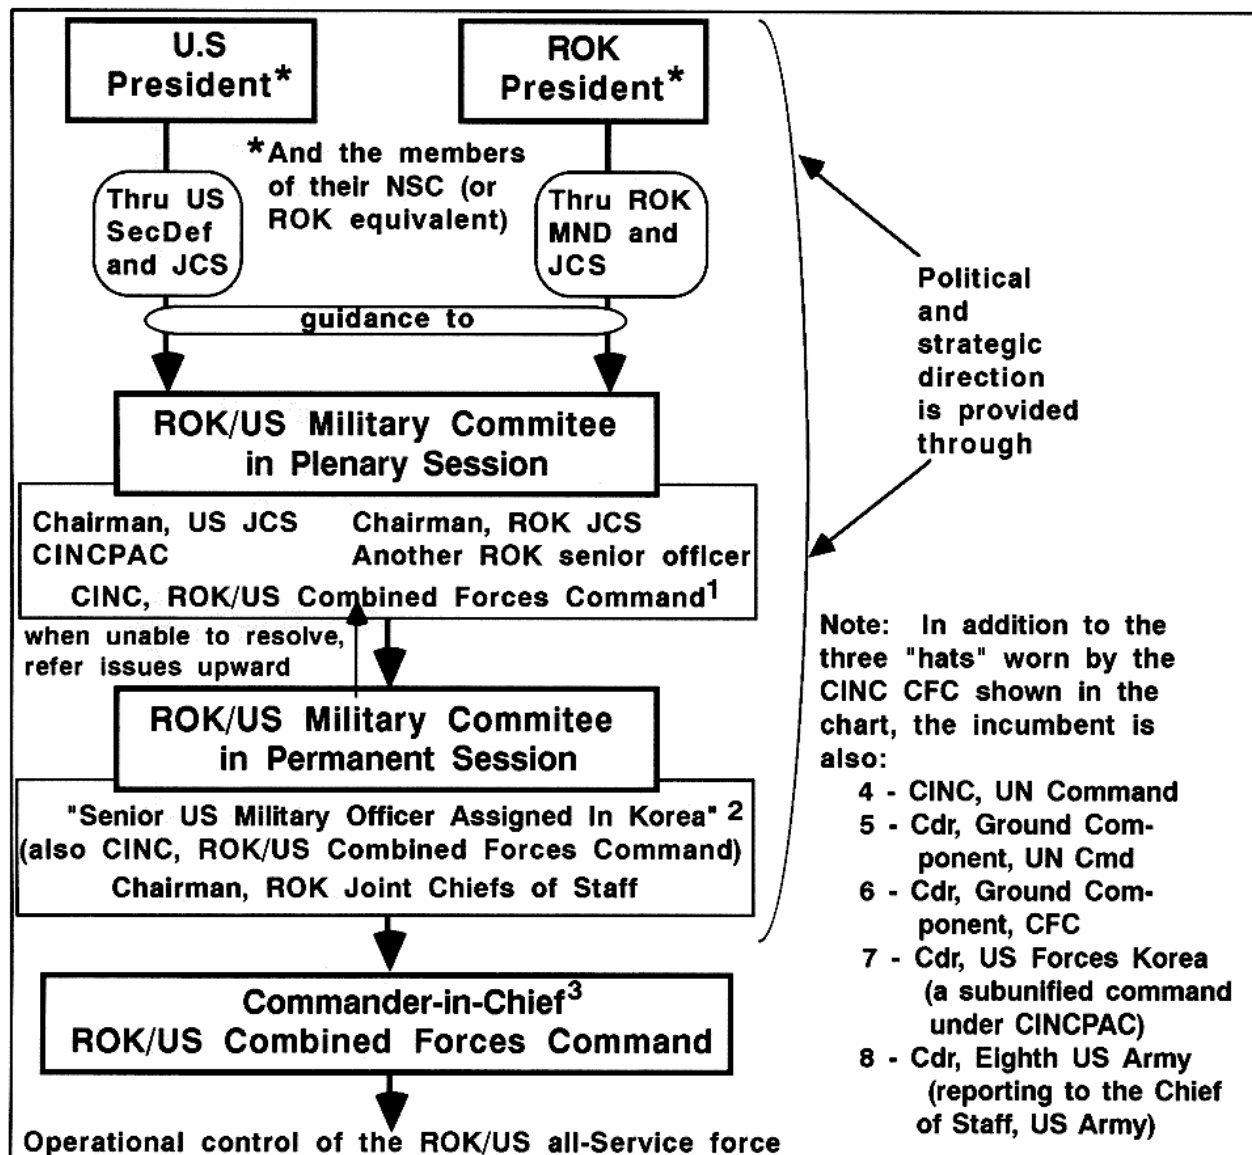 U.S
President*
ROK
President*
*And the members
of their NSC (or
ROK equivalent)
Thru US
SecDef
and JCS
Thru ROK
MND and
JCS
guidance to
ROK/US Military Commitee
in Plenary Session
Chairman, US JCS
Chairman, ROK JCS
CINCPAC
Another ROK senior officer
CINC, ROK/US Combined Forces Command1
when unable to resolve,
refer issues upward
ROK/US Military Commitee
in Permanent Session
"Senior US Military Officer Assigned In Korea" 2
(also CINC, ROK/US Combined Forces Command)
Chairman, ROK Joint Chiefs of Staff
Commander-in-Chief3
ROK/US Combined Forces Command
Operational control of the ROK/US all-Service force
Political
and
strategic
direction
is provided
through
Note: In addition to the
three "hats" worn by the
CINC CFC shown in the
chart, the incumbent is
also:
4 - CINC, UN Command
5 - Cdr, Ground Com-
ponent, UN Cmd
6 - Cdr, Ground Com-
ponent, CFC
7 - Cdr, US Forces Korea
(a subunified command
under CINCPAC)
8 - Cdr, Eighth US Army
(reporting to the Chief
of Staff, US Army)